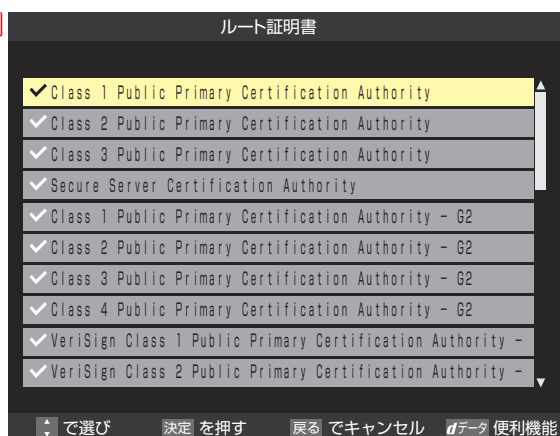 ルート証明書
Class 1 Public Primary Certification Authority
Class 2 Public Primary Certification Authority
Class 3 Public Primary Certification Authority
Secure Server Certification Authority
Class 1 Public Primary Certification Authority - G2
Class 2 Public Primary Certification Authority - G2
Class 3 Public Primary Certification Authority - G2
Class 4 Public Primary Certification Authority - G2
VeriSign Class 1 Public Primary Certification Authority -
VeriSign Class 2 Public Primary Certification Authority -
で選び 決定 を押す 戻る でキャンセル dデータ 便利機能